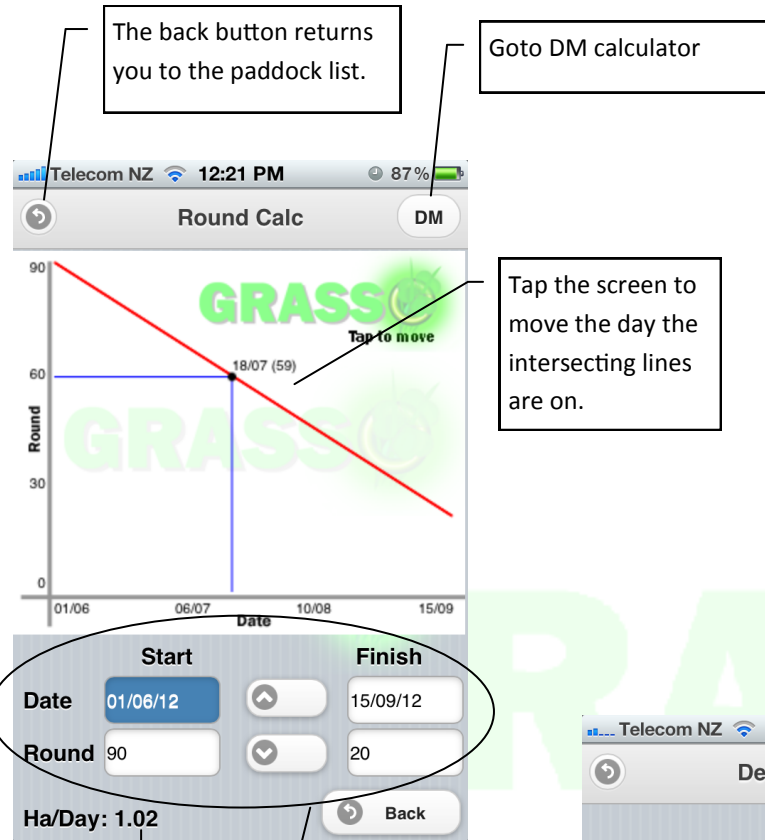 The back button returns
you to the paddock list.
Goto DM calculator
Telecom NZ 12:21 PM 87%
Round Calc DM
90
GRASS
Tap to move
Tap the screen to
move the day the
intersecting lines
are on.
18/07 (59)
60
GRASS
Round
30
0
01/06 06/07 10/08 15/09
Date
RA
Start Finish
Date 01/06/12 15/09/12
Round 90 20
Ha/Day: 1.02 Back
Telecom NZ
De